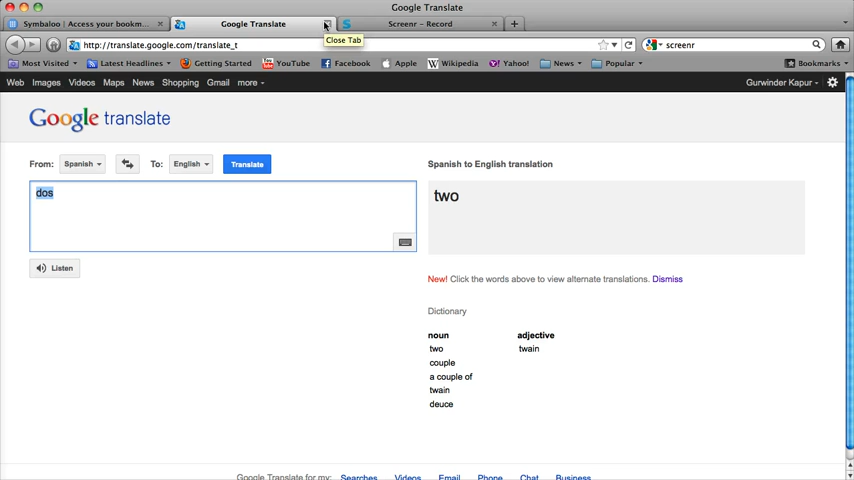 Google Translate
Symbaloo | Access your bookm...
Google Translate
Screenr - Record
Close Tab
http://translate.google.com/translate_t
screenr
Most Visited
Latest Headlines
Getting Started
YouTube
Facebook
Apple
Wikipedia
Yahoo!
News
Popular
Bookmarks
Web Images Videos Maps News Shopping Gmail more
Gurwinder Kapur
Google translate
From: Spanish To: English Translate
Spanish to English translation
dos
two
Listen
New! Click the words above to view alternate translations. Dismiss
Dictionary
noun adjective
two twain
couple
a couple of
twain
deuce
Google Translate for my: Searches Videos Email Phone Chat Business